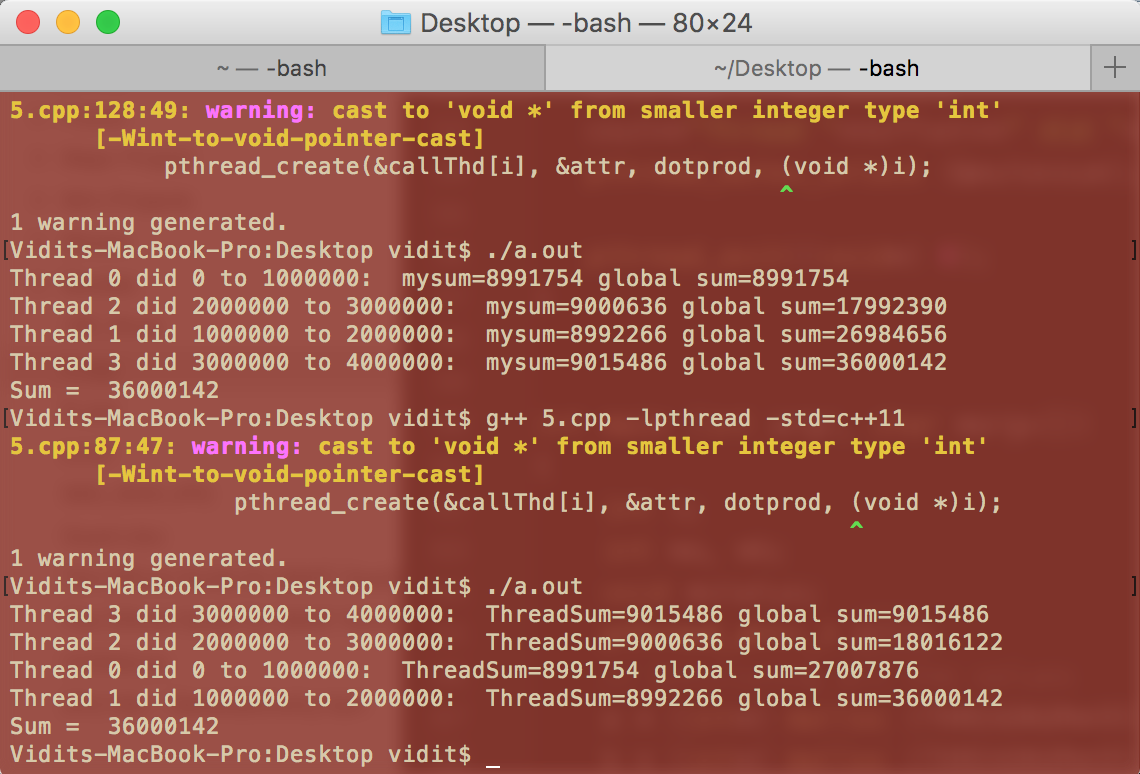 Desktop — -bash — 80×24
~ — -bash
~/Desktop — -bash
5.cpp:128:49: warning: cast to 'void *' from smaller integer type 'int'
      [-Wint-to-void-pointer-cast]
           pthread_create(&callThd[i], &attr, dotprod, (void *)i);
                                                       ^
1 warning generated.
[Vidits-MacBook-Pro:Desktop vidit$ ./a.out ]
Thread 0 did 0 to 1000000:  mysum=8991754 global sum=8991754
Thread 2 did 2000000 to 3000000:  mysum=9000636 global sum=17992390
Thread 1 did 1000000 to 2000000:  mysum=8992266 global sum=26984656
Thread 3 did 3000000 to 4000000:  mysum=9015486 global sum=36000142
Sum =  36000142
[Vidits-MacBook-Pro:Desktop vidit$ g++ 5.cpp -lpthread -std=c++11 ]
5.cpp:87:47: warning: cast to 'void *' from smaller integer type 'int'
      [-Wint-to-void-pointer-cast]
                pthread_create(&callThd[i], &attr, dotprod, (void *)i);
                                                            ^
1 warning generated.
[Vidits-MacBook-Pro:Desktop vidit$ ./a.out ]
Thread 3 did 3000000 to 4000000:  ThreadSum=9015486 global sum=9015486
Thread 2 did 2000000 to 3000000:  ThreadSum=9000636 global sum=18016122
Thread 0 did 0 to 1000000:  ThreadSum=8991754 global sum=27007876
Thread 1 did 1000000 to 2000000:  ThreadSum=8992266 global sum=36000142
Sum =  36000142
Vidits-MacBook-Pro:Desktop vidit$ _